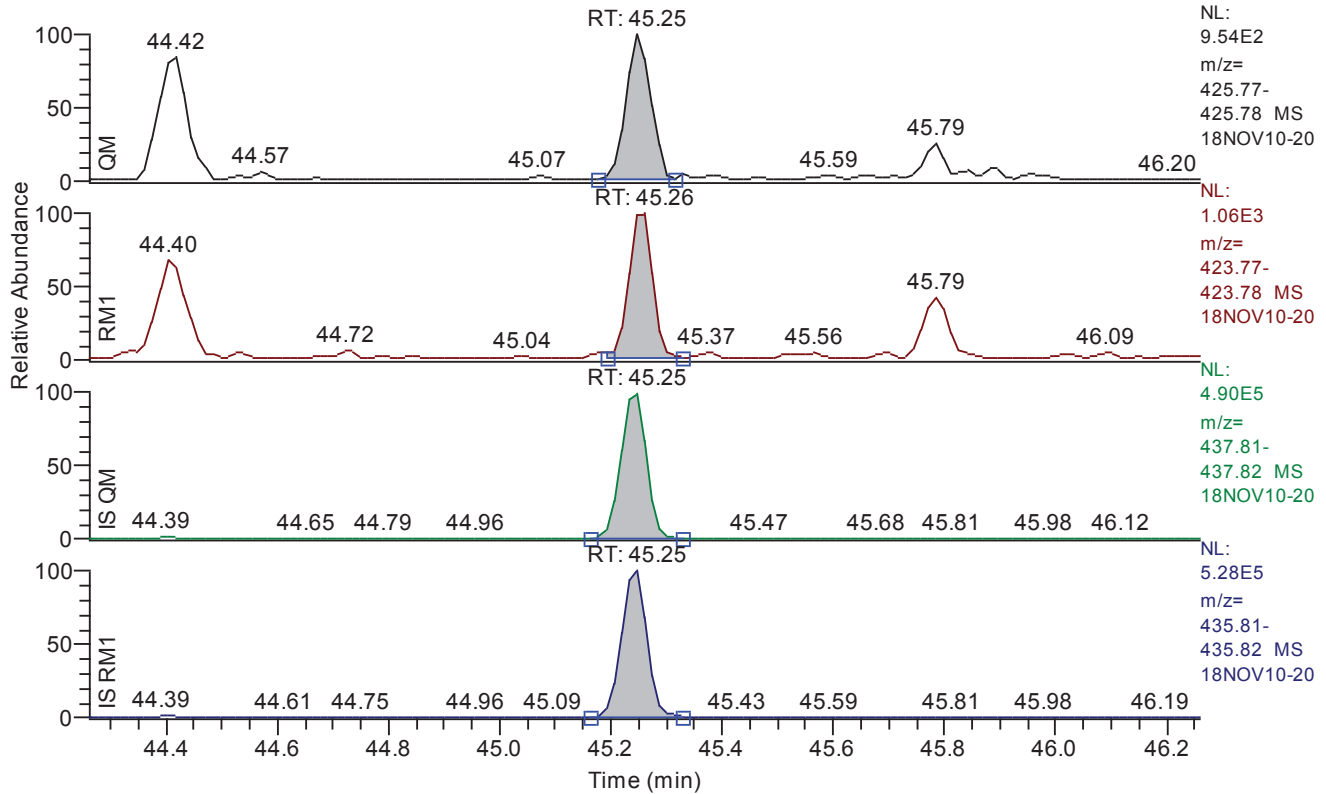 Relative Abundance
RT: 45.25
100
50
0
QM
44.42
44.57
45.07
45.59
45.79
46.20
NL:
9.54E2
m/z=
425.77-
425.78 MS
18NOV10-20
RT: 45.26
100
50
0
RM1
44.40
44.72
45.04
45.37
45.56
45.79
46.09
NL:
1.06E3
m/z=
423.77-
423.78 MS
18NOV10-20
RT: 45.25
100
50
0
IS QM
44.39
44.65
44.79
44.96
45.47
45.68
45.81
45.98
46.12
NL:
4.90E5
m/z=
437.81-
437.82 MS
18NOV10-20
RT: 45.25
100
50
0
IS RM1
44.39
44.61
44.75
44.96
45.09
45.43
45.59
45.81
45.98
46.19
NL:
5.28E5
m/z=
435.81-
435.82 MS
18NOV10-20
44.4 44.6 44.8 45.0 45.2 45.4 45.6 45.8 46.0 46.2
Time (min)